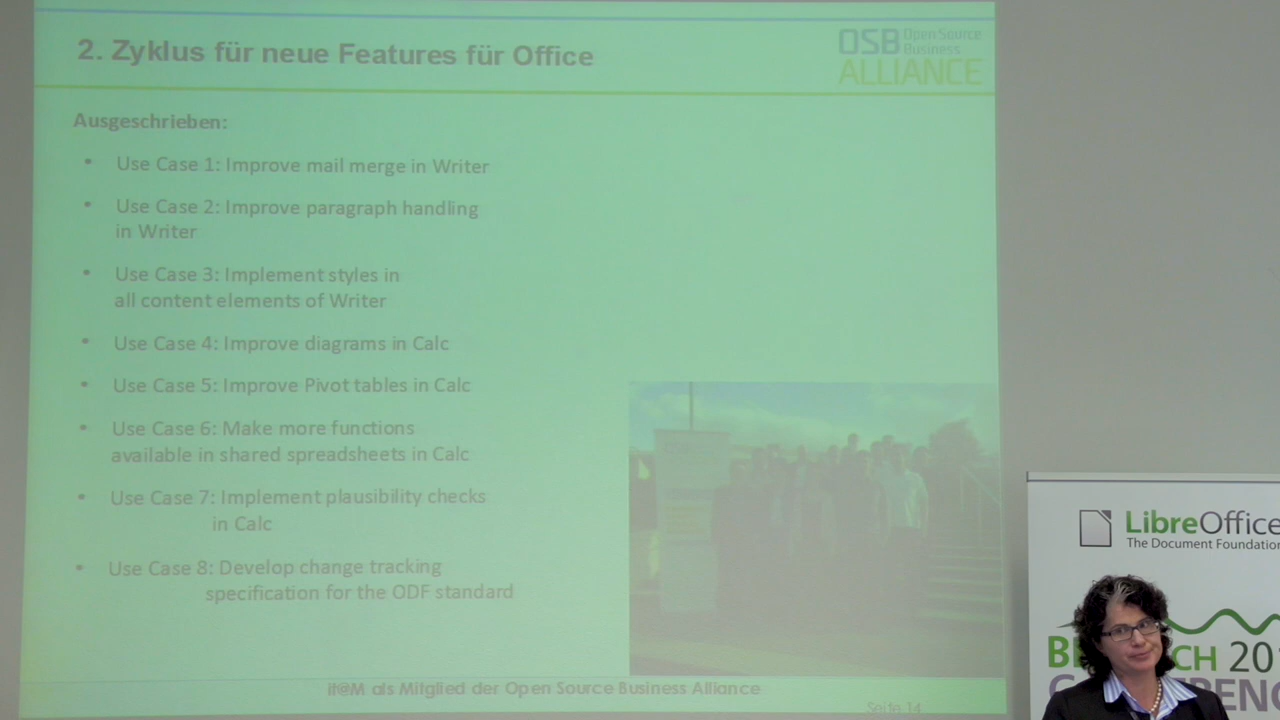 2. Zyklus für neue Features für Office
OSB Open Source
Business
ALLIANCE
Ausgeschrieben:
• Use Case 1: Improve mail merge in Writer
• Use Case 2: Improve paragraph handling
in Writer
• Use Case 3: Implement styles in
all content elements of Writer
• Use Case 4: Improve diagrams in Calc
• Use Case 5: Improve Pivot tables in Calc
• Use Case 6: Make more functions
available in shared spreadsheets in Calc
• Use Case 7: Implement plausibility checks
in Calc
• Use Case 8: Develop change tracking
specification for the ODF standard
it@M als Mitglied der Open Source Business Alliance
Seite 14
LibreOffice
The Document Foundation